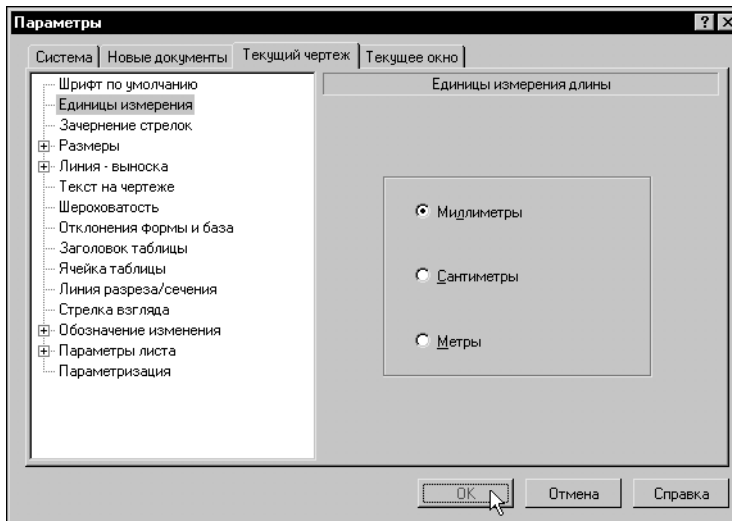 Параметры
Система Новые документы Текущий чертеж Текущее окно
Шрифт по умолчанию
Единицы измерения
Зачернение стрелок
Размеры
Линия - выноска
Текст на чертеже
Шероховатость
Отклонения формы и база
Заголовок таблицы
Ячейка таблицы
Линия разреза/сечения
Стрелка взгляда
Обозначение изменения
Параметры листа
Параметризация
Единицы измерения длины
Миллиметры
Сантиметры
Метры
OK Отмена Справка